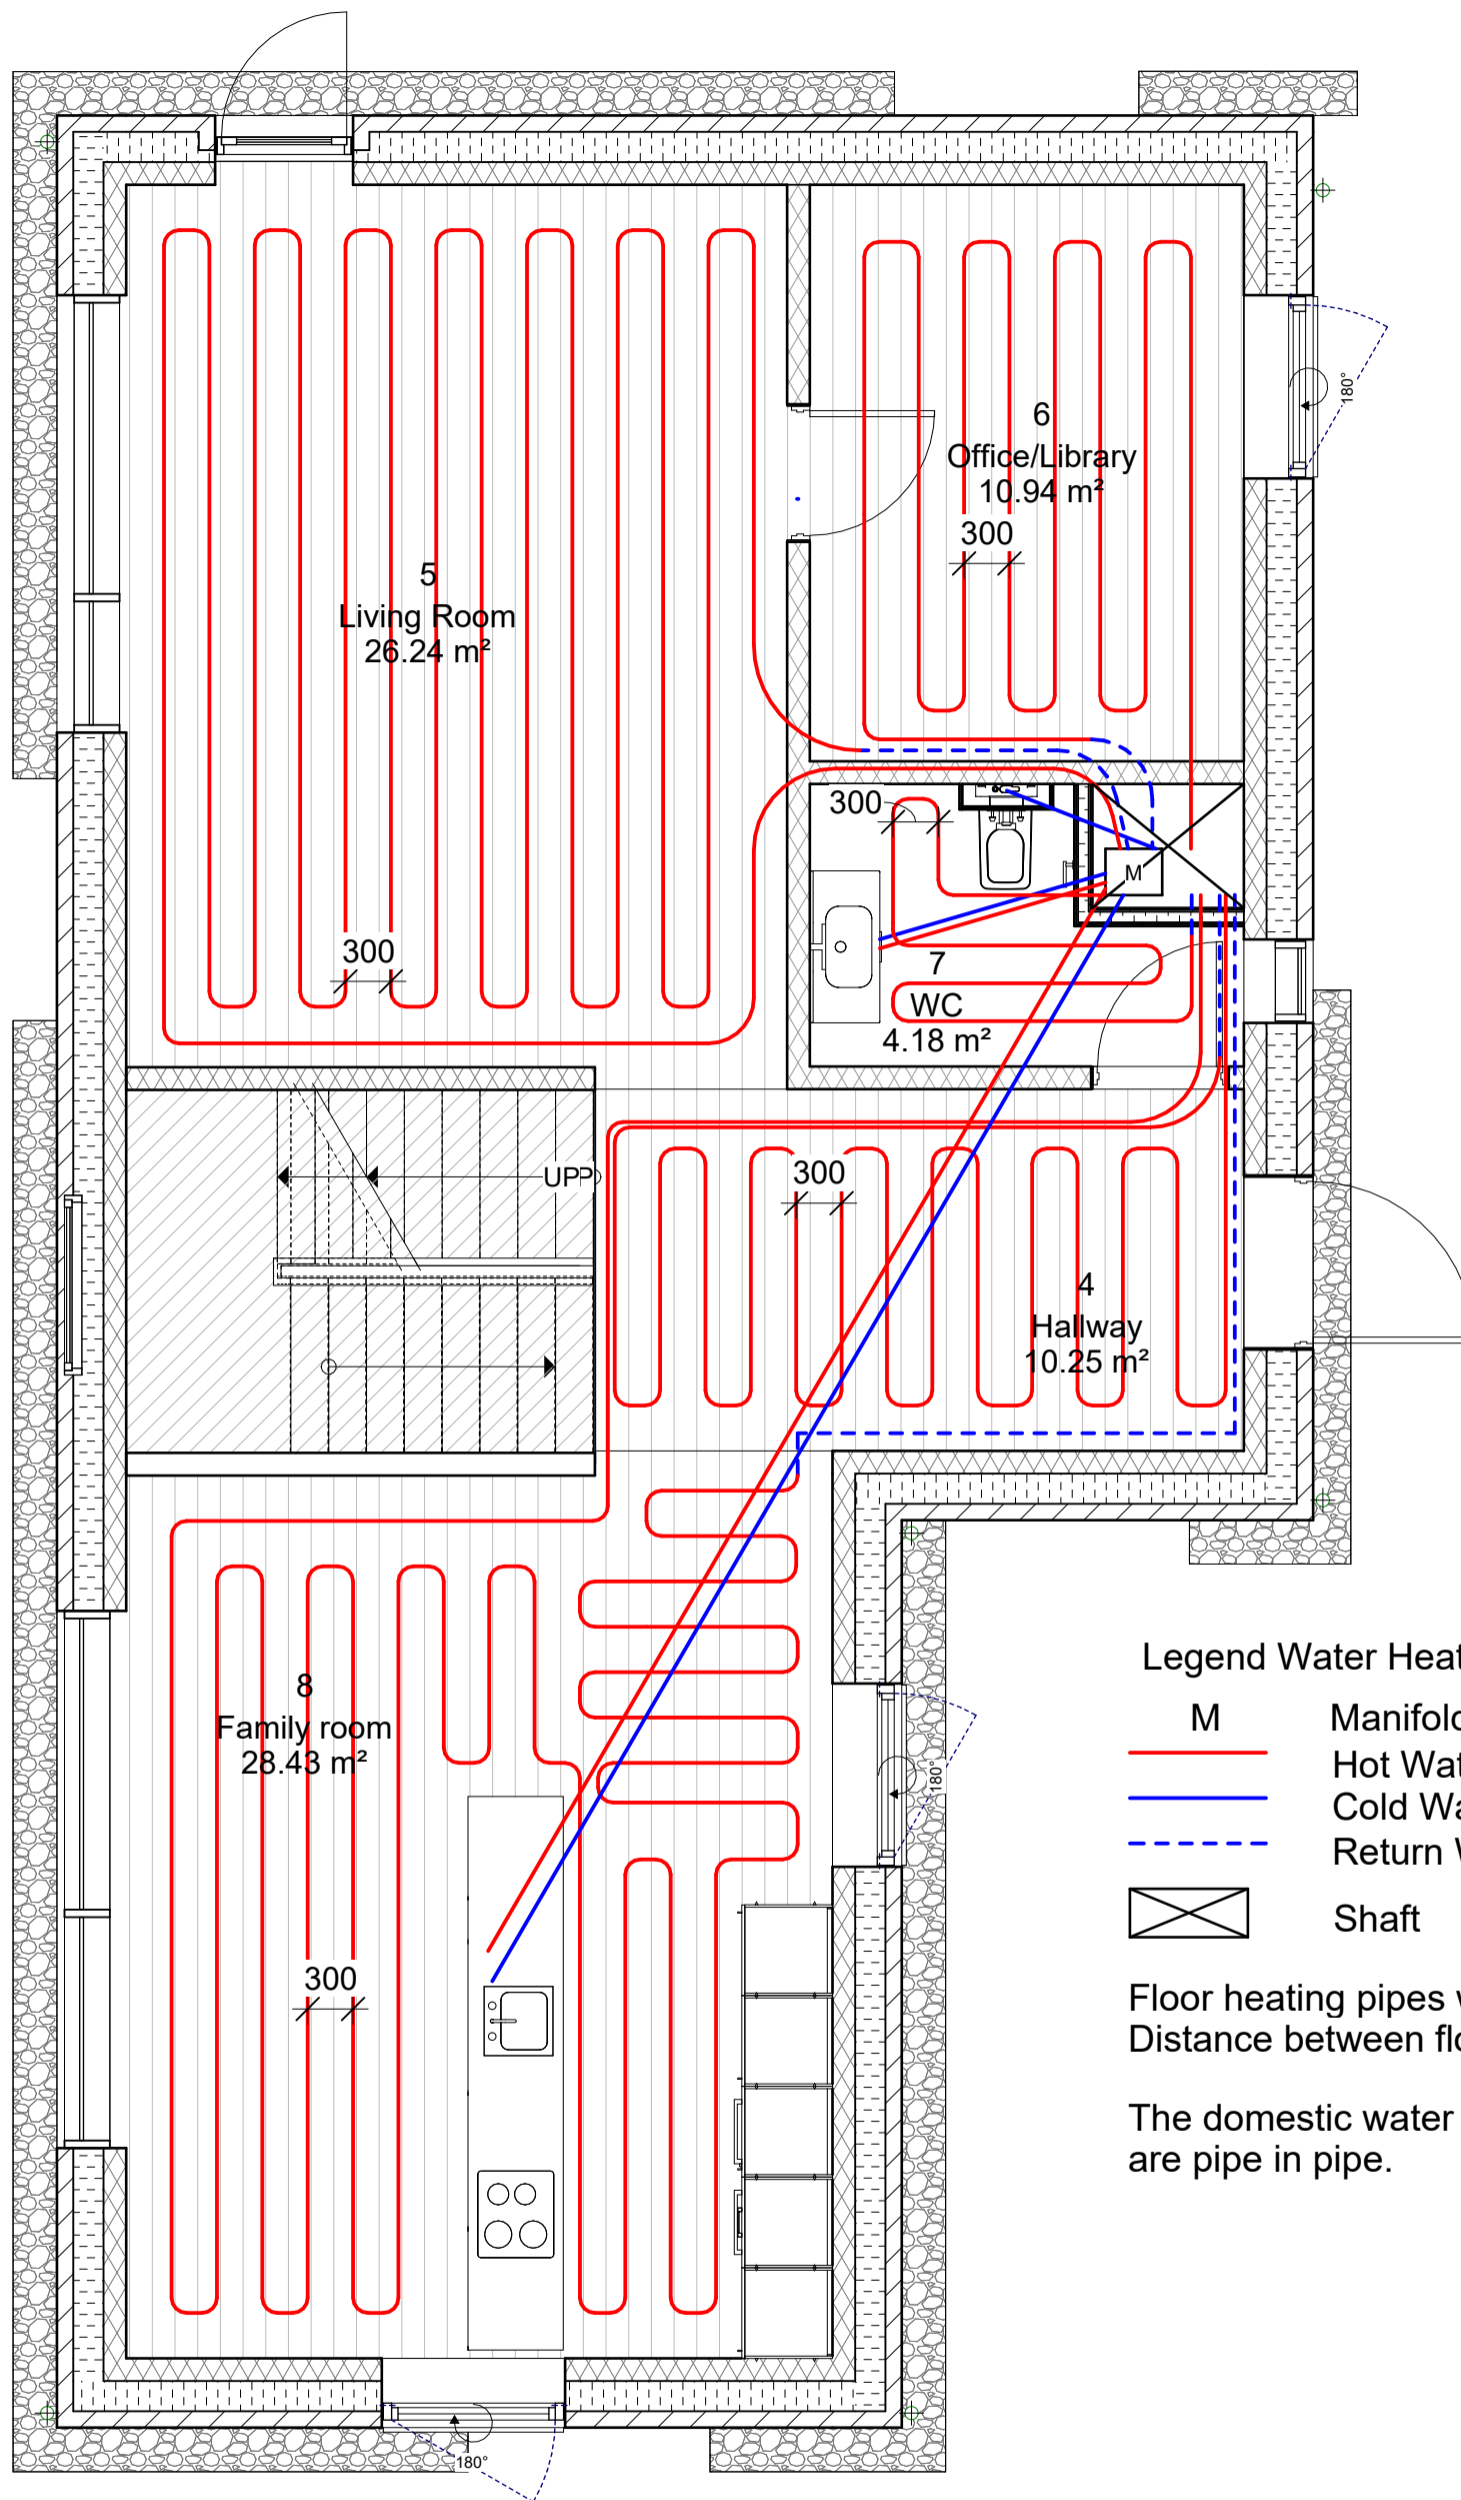 180°
6
Office/Library
10.94 m²
300
5
Living Room
26.24 m²
300
M
300
7
WC
4.18 m²
UP
300
4
Hallway
10.25 m²
8
Family room
28.43 m²
180°
300
180°
Legend Water Heat
M Manifold
Hot Wat
Cold Wa
Return W
Shaft
Floor heating pipes w
Distance between flo
The domestic water
are pipe in pipe.